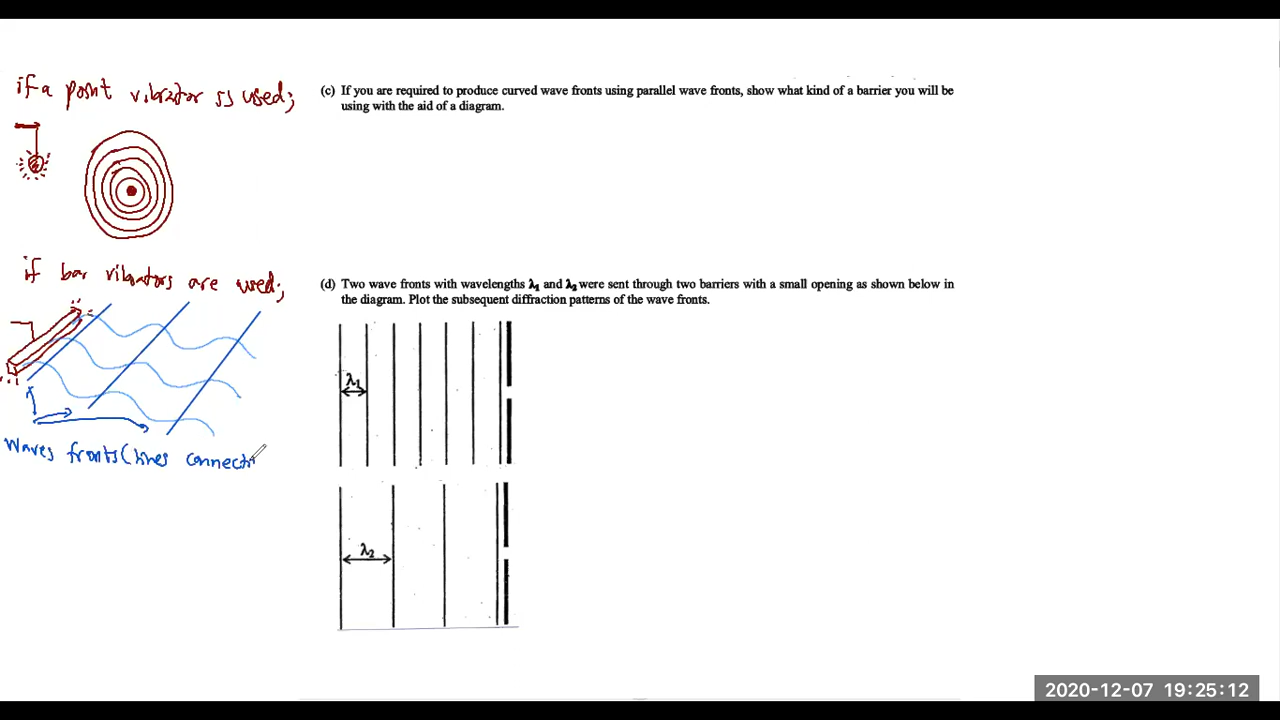 if a point vibrator is used;
if bar vibrators are used;
Waves fronts (lines connecti
(c) If you are required to produce curved wave fronts using parallel wave fronts, show what kind of a barrier you will be
using with the aid of a diagram.
(d) Two wave fronts with wavelengths λ₁ and λ₂ were sent through two barriers with a small opening as shown below in
the diagram. Plot the subsequent diffraction patterns of the wave fronts.
λ₁
λ₂
2020-12-07 19:25:12